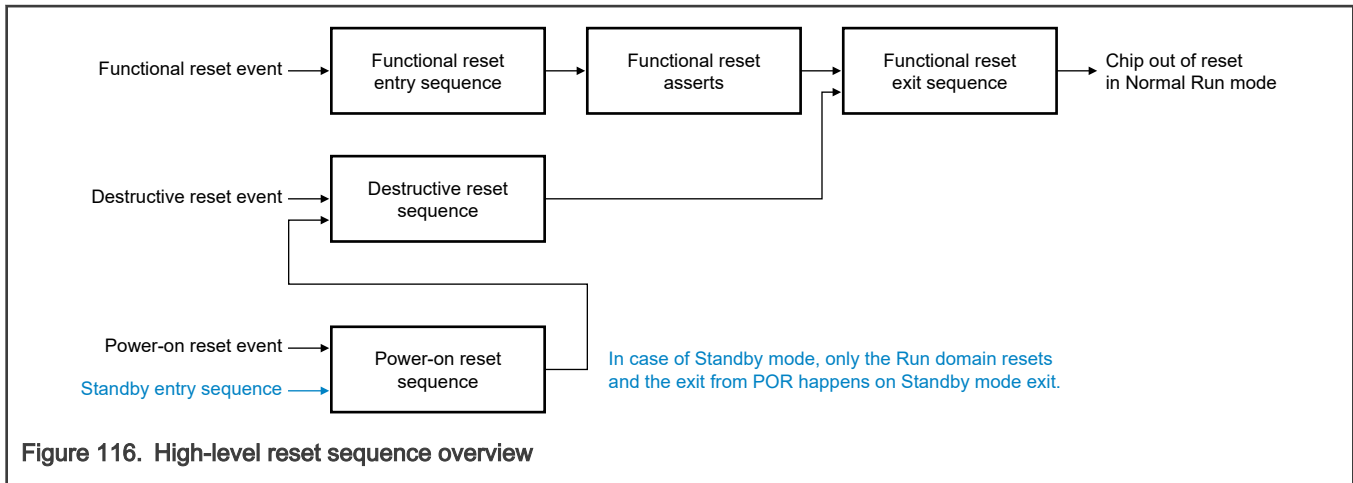 Functional reset event
Functional reset
entry sequence
Functional reset
asserts
Functional reset
exit sequence
Chip out of reset
in Normal Run mode
Destructive reset event
Destructive reset
sequence
Power-on reset event
Standby entry sequence
Power-on reset
sequence
In case of Standby mode, only the Run domain resets
and the exit from POR happens on Standby mode exit.
Figure 116. High-level reset sequence overview